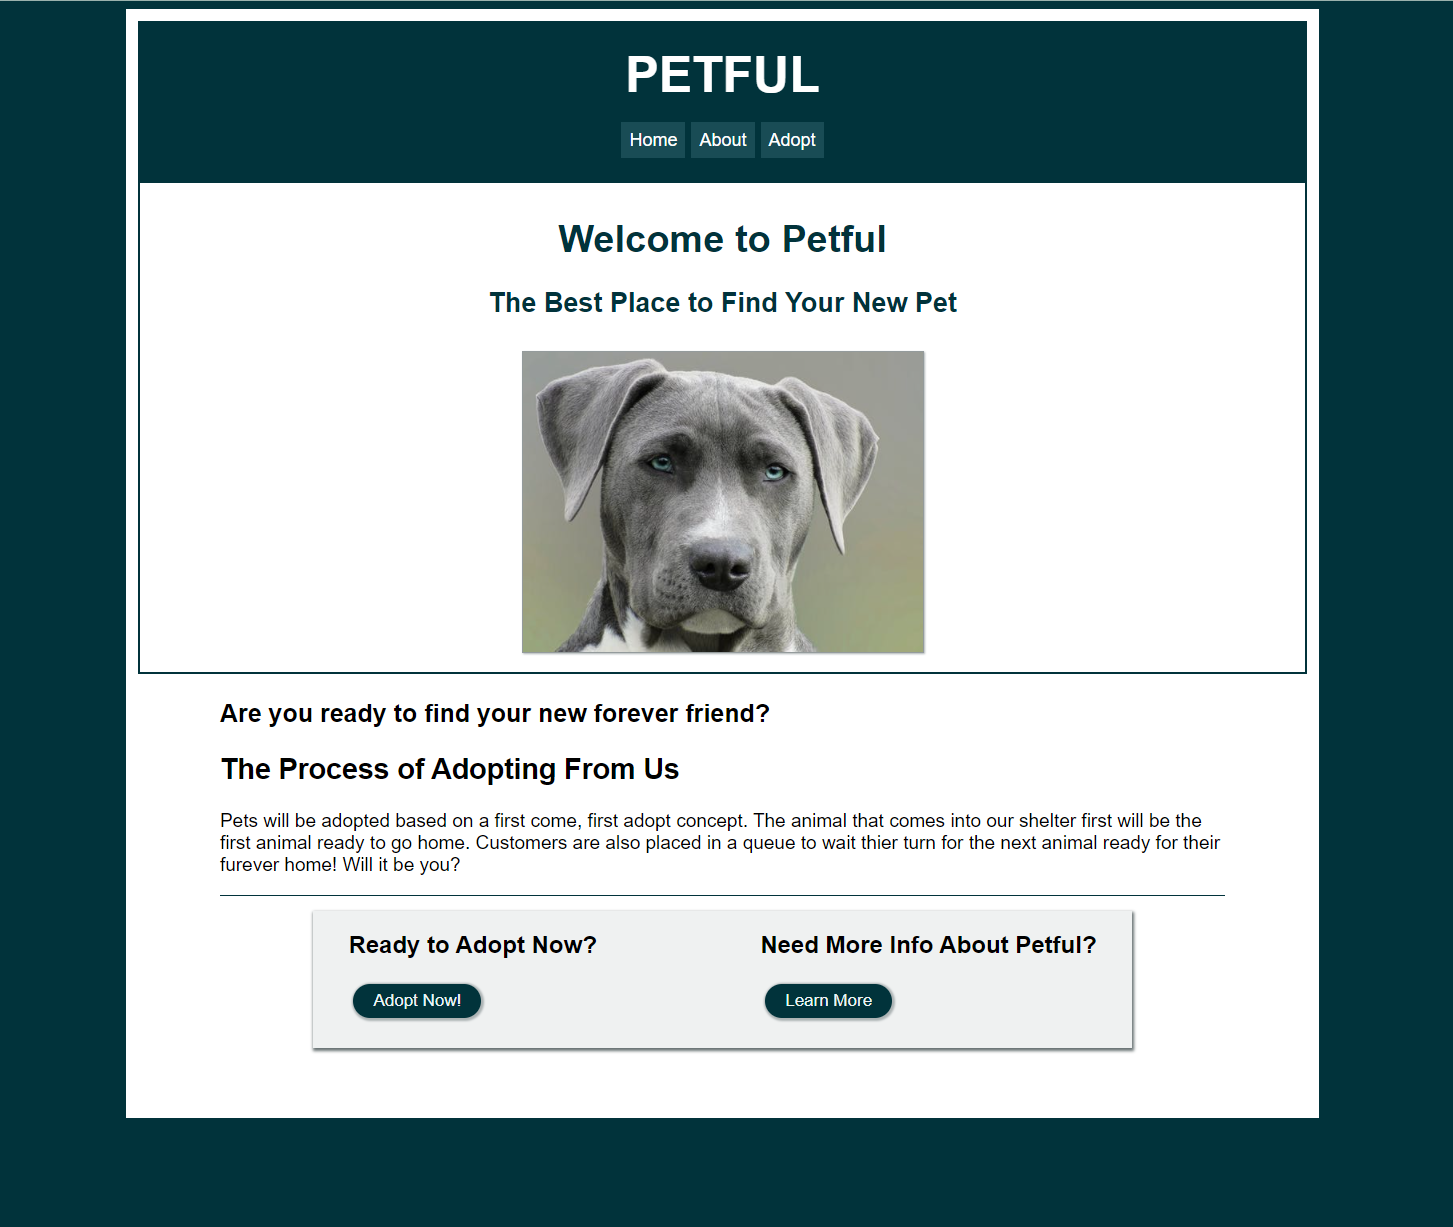 PETFUL
Home About Adopt
Welcome to Petful
The Best Place to Find Your New Pet
Are you ready to find your new forever friend?
The Process of Adopting From Us
Pets will be adopted based on a first come, first adopt concept. The animal that comes into our shelter first will be the
first animal ready to go home. Customers are also placed in a queue to wait thier turn for the next animal ready for their
furever home! Will it be you?
Ready to Adopt Now?
Adopt Now!
Need More Info About Petful?
Learn More